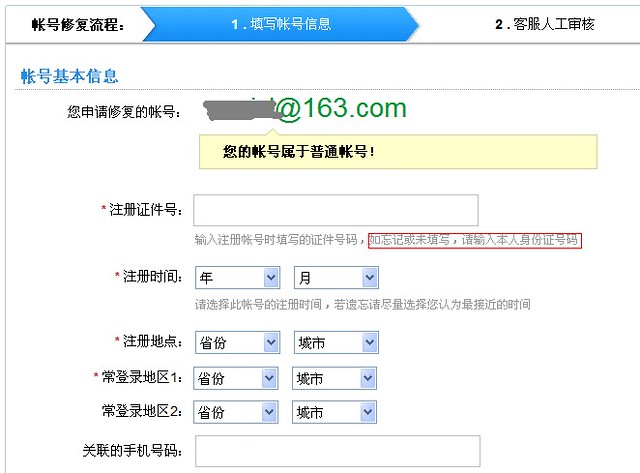 帐号修复流程： 1 . 填写帐号信息 2 . 客服人工审核
帐号基本信息
您申请修复的帐号： @163.com
您的帐号属于普通帐号！
* 注册证件号：
输入注册帐号时填写的证件号码，如忘记或未填写，请输入本人身份证号码
* 注册时间： 年 月
请选择此帐号的注册时间，若遗忘请尽量选择您认为最接近的时间
* 注册地点： 省份 城市
* 常登录地区1： 省份 城市
常登录地区2： 省份 城市
关联的手机号码：